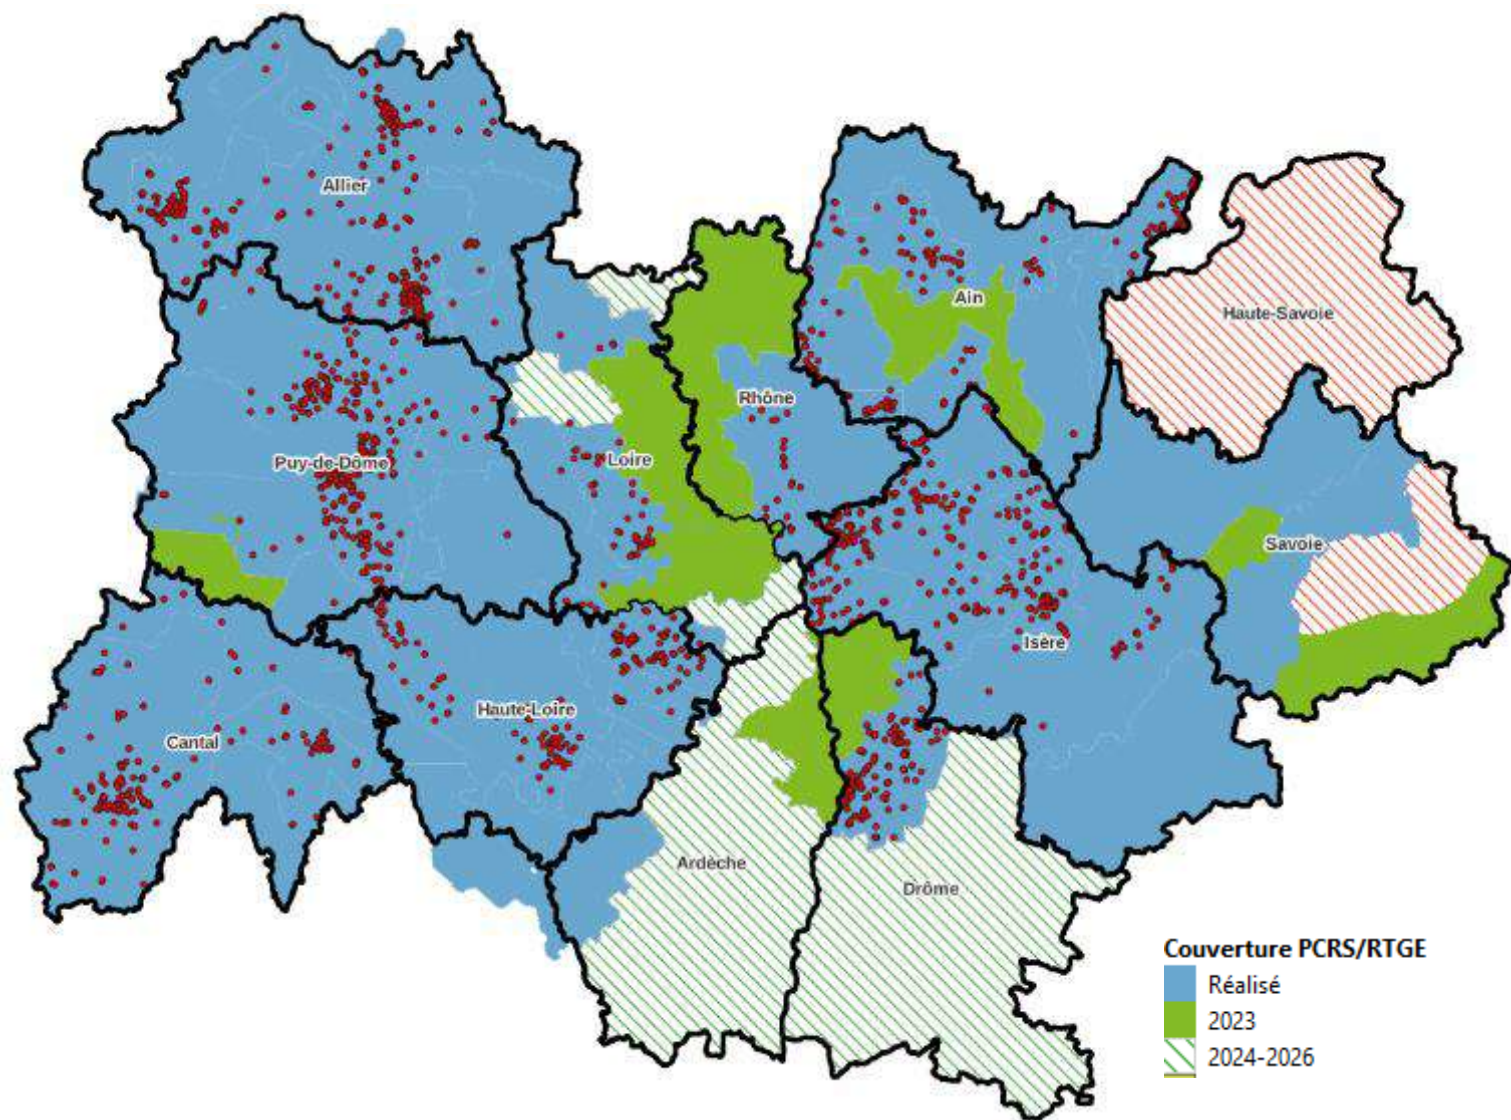 Allier
Haute-Savoie
Ain
Rhône
Loire
Puy-de-Dôme
Savoie
Isère
Haute-Loire
Cantal
Ardèche
Drôme
Couverture PCRS/RTGE
Réalisé
2023
2024-2026